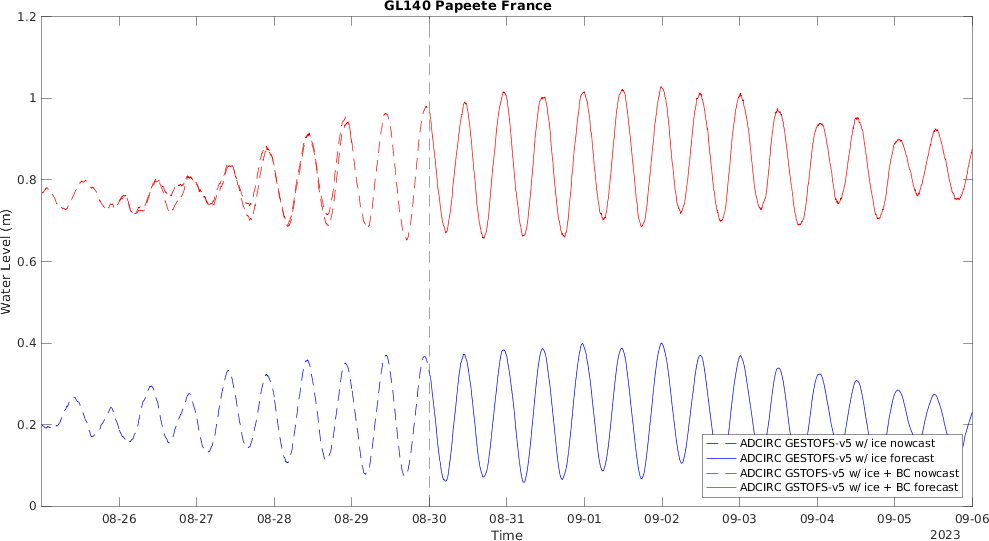 GL140 Papeete France
1.2
1
0.8
0.6
0.4
0.2
0
Water Level (m)
ADCIRC GESTOFS-v5 w/ ice nowcast
ADCIRC GESTOFS-v5 w/ ice forecast
ADCIRC GSTOFS-v5 w/ ice + BC nowcast
ADCIRC GSTOFS-v5 w/ ice + BC forecast
08-26 08-27 08-28 08-29 08-30 08-31 09-01 09-02 09-03 09-04 09-05 09-06
Time
2023